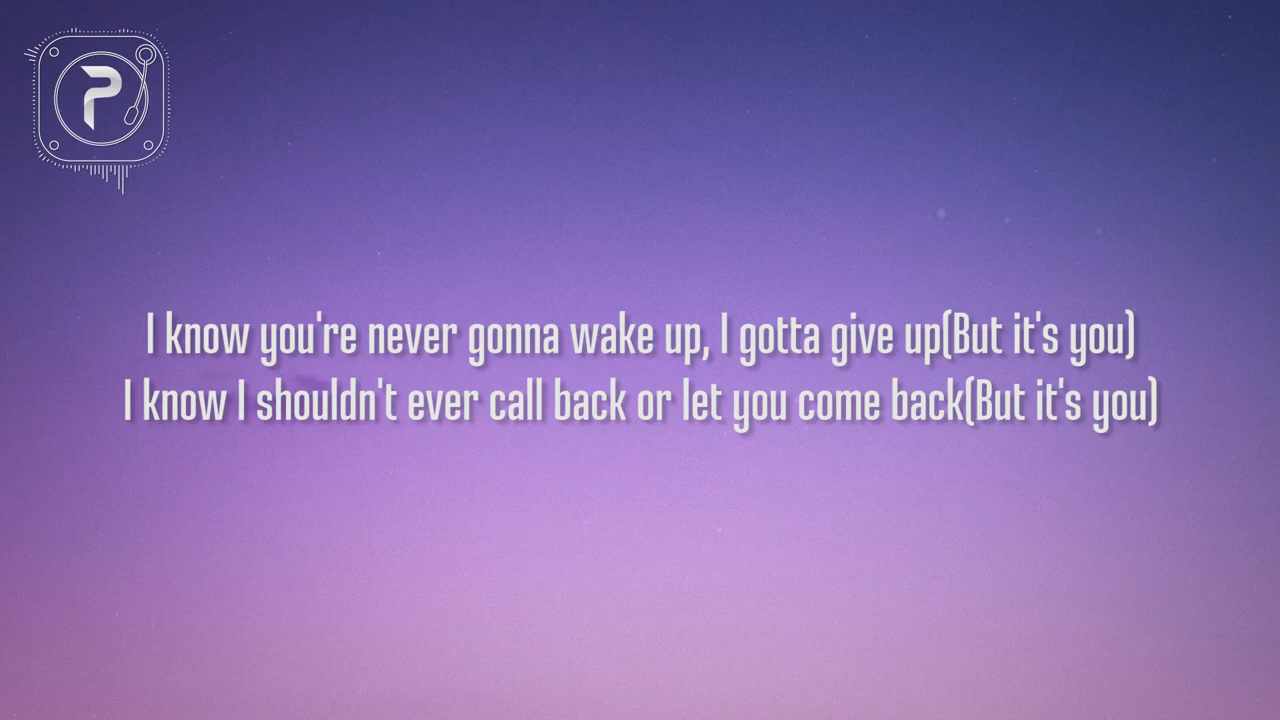 P
I know you're never gonna wake up, I gotta give up(But it's you)
I know I shouldn't ever call back or let you come back(But it's you)